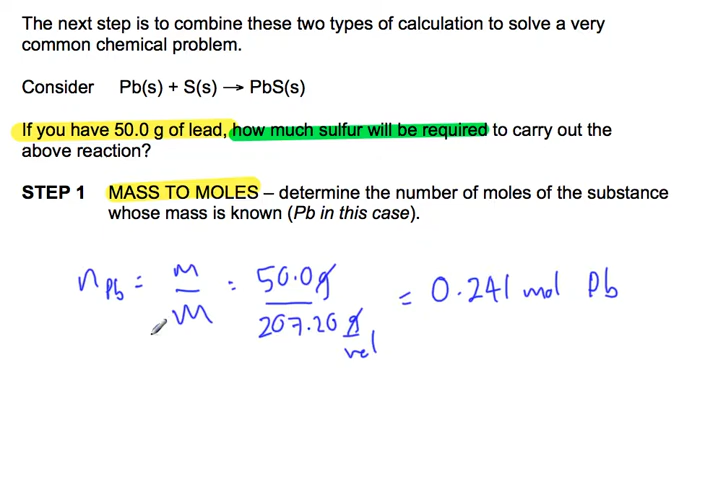 The next step is to combine these two types of calculation to solve a very
common chemical problem.
Consider Pb(s) + S(s) → PbS(s)
If you have 50.0 g of lead, how much sulfur will be required to carry out the
above reaction?
STEP 1 MASS TO MOLES – determine the number of moles of the substance
whose mass is known (Pb in this case).
n Pb = m / M = 50.0 g / 207.20 g = 0.241 mol Pb